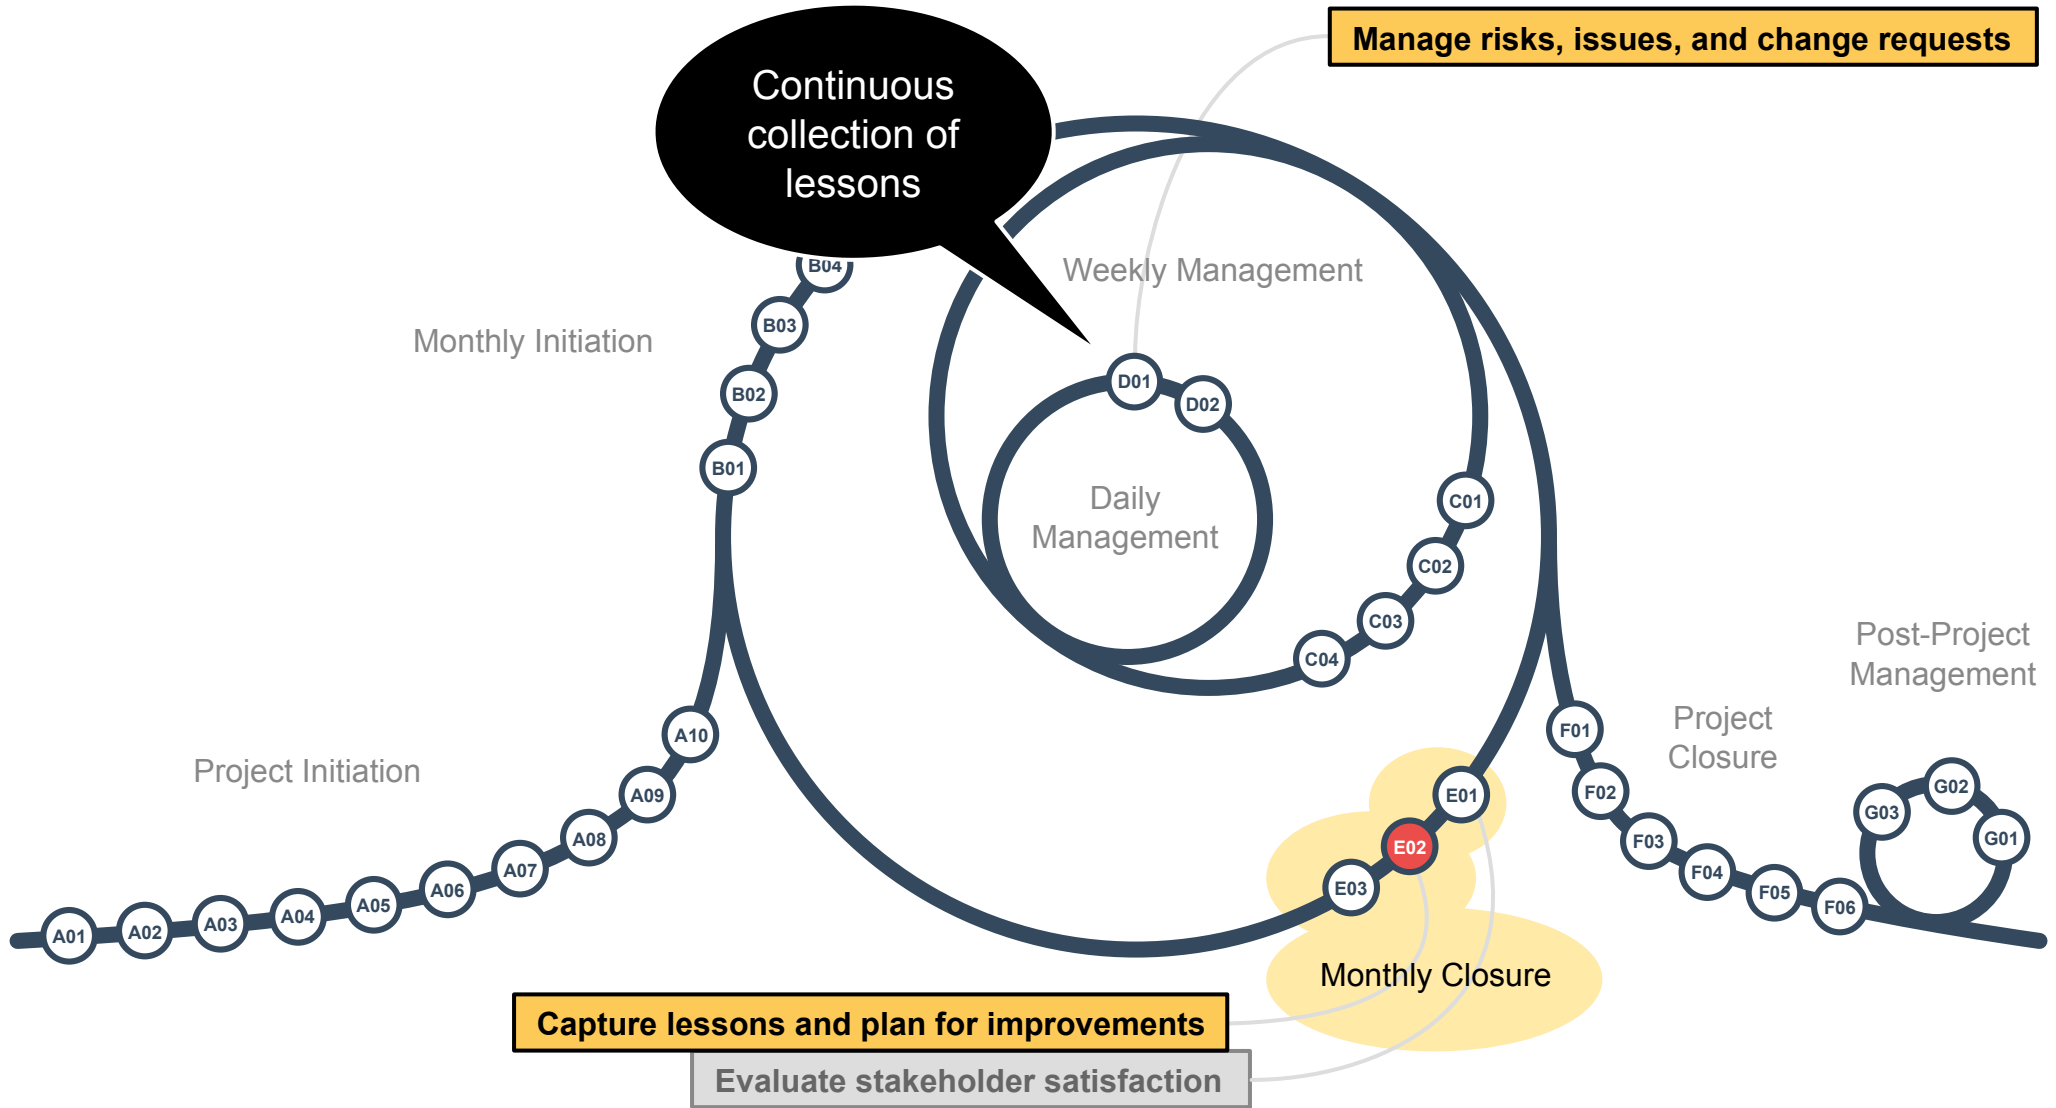 Manage risks, issues, and change requests
Continuous
collection of
lessons
B04
Weekly Management
B03
Monthly Initiation
D01
B02
D02
B01
Daily
Management
C01
C02
C03
C04
Post-Project
Management
Project
Closure
A10
F01
Project Initiation
A09
E01
F02
G02
G03
G01
A08
E02
F03
A07
F04
A06
E03
F05
A05
F06
A04
A03
A02
A01
Monthly Closure
Capture lessons and plan for improvements
Evaluate stakeholder satisfaction